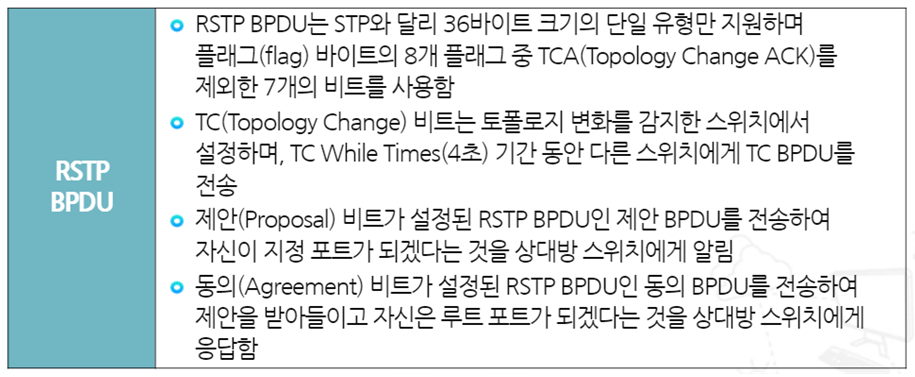 RSTP
BPDU
RSTP BPDU는 STP와 달리 36바이트 크기의 단일 유형만 지원하며
플래그(flag) 바이트의 8개 플래그 중 TCA(Topology Change ACK)를
제외한 7개의 비트를 사용함
TC(Topology Change) 비트는 토폴로지 변화를 감지한 스위치에서
설정하며, TC While Times(4초) 기간 동안 다른 스위치에게 TC BPDU를
전송
제안(Proposal) 비트가 설정된 RSTP BPDU인 제안 BPDU를 전송하여
자신이 지정 포트가 되겠다는 것을 상대방 스위치에게 알림
동의(Agreement) 비트가 설정된 RSTP BPDU인 동의 BPDU를 전송하여
제안을 받아들이고 자신은 루트 포트가 되겠다는 것을 상대방 스위치에게
응답함